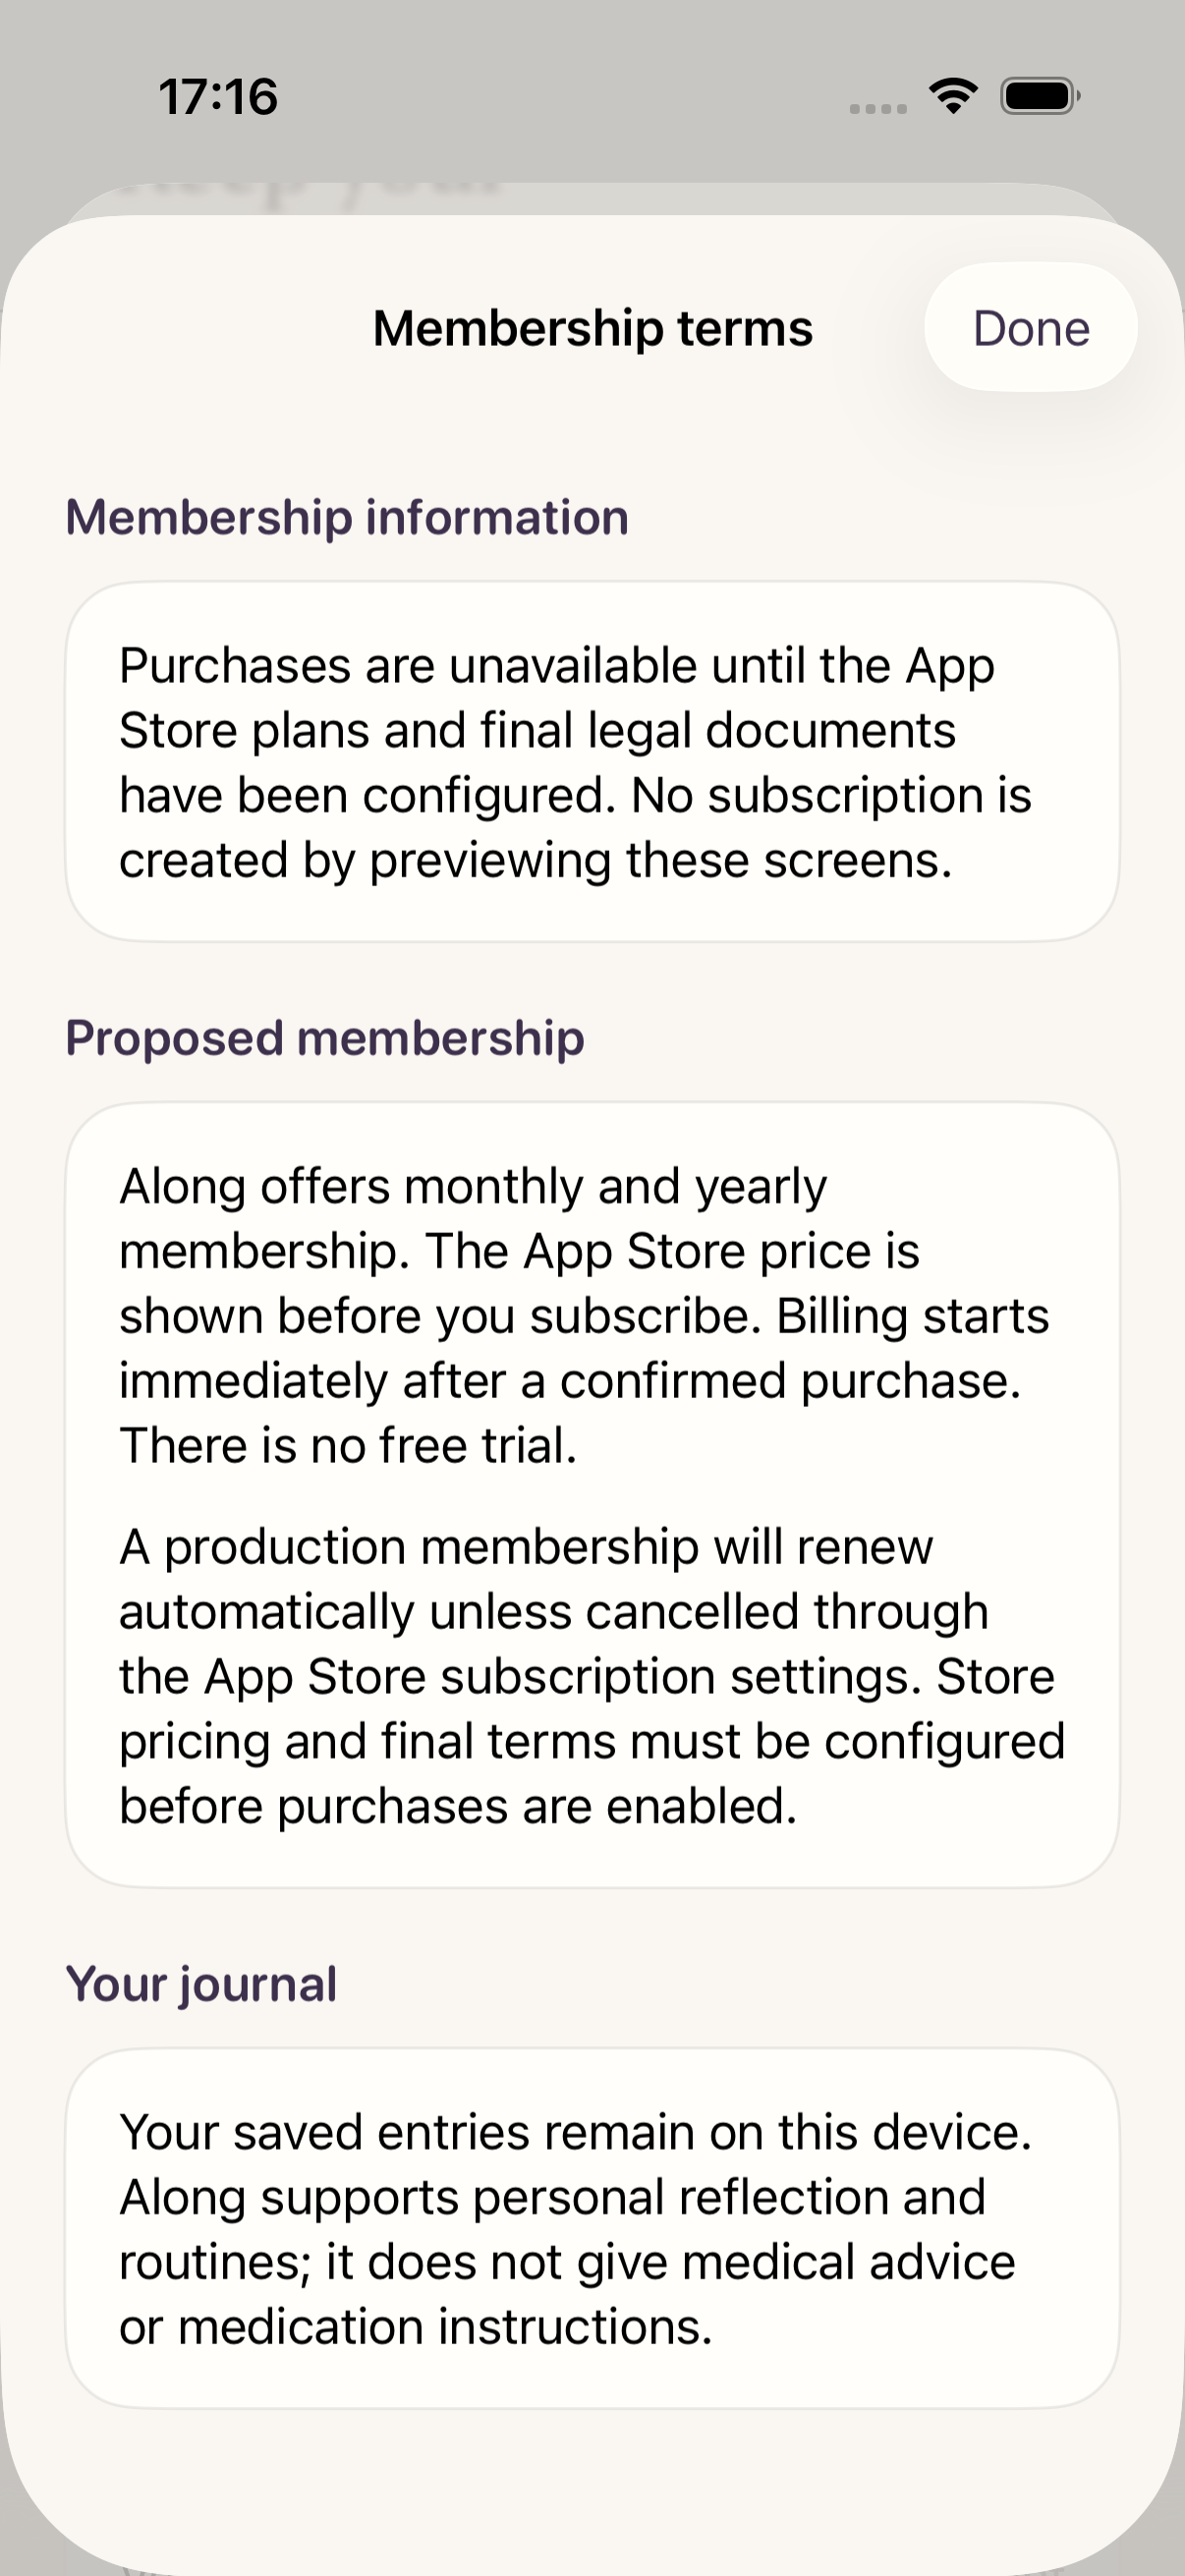 17:16
Membership terms
Done
Membership information
Purchases are unavailable until the App
Store plans and final legal documents
have been configured. No subscription is
created by previewing these screens.
Proposed membership
Along offers monthly and yearly
membership. The App Store price is
shown before you subscribe. Billing starts
immediately after a confirmed purchase.
There is no free trial.
A production membership will renew
automatically unless cancelled through
the App Store subscription settings. Store
pricing and final terms must be configured
before purchases are enabled.
Your journal
Your saved entries remain on this device.
Along supports personal reflection and
routines; it does not give medical advice
or medication instructions.